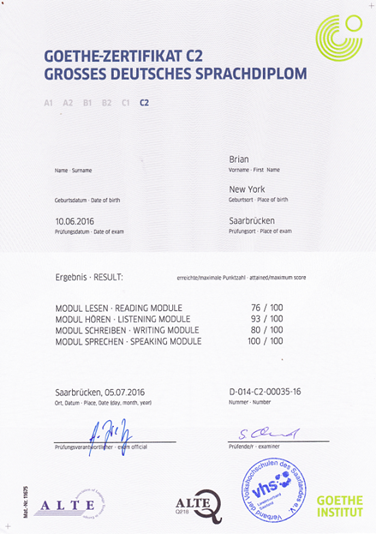 GOETHE-ZERTIFIKAT C2
GROSSES DEUTSCHES SPRACHDIPLOM
A1 A2 B1 B2 C1 C2
Brian
Name · Surname
Vorname · First Name
New York
Geburtsdatum · Date of birth
Geburtsort · Place of birth
10.06.2016
Saarbrücken
Prüfungsdatum · Date of exam
Prüfungsort · Place of exam
Ergebnis · RESULT:
erreichte/maximale Punktzahl · attained/maximum score
MODUL LESEN · READING MODULE 76 / 100
MODUL HÖREN · LISTENING MODULE 93 / 100
MODUL SCHREIBEN · WRITING MODULE 80 / 100
MODUL SPRECHEN · SPEAKING MODULE 100 / 100
Saarbrücken, 05.07.2016
D-014-C2-00035-16
Ort, Datum · Place, Date (day, month, year)
Nummer · Number
Prüfungsverantwortlicher · exam official
Prüfende/r · examiner
Mat.-Nr. 11675
ALTE
ALTE
Q
Verband der Volkshochschulen des Saarlandes e.V.
vhs
GOETHE
INSTITUT